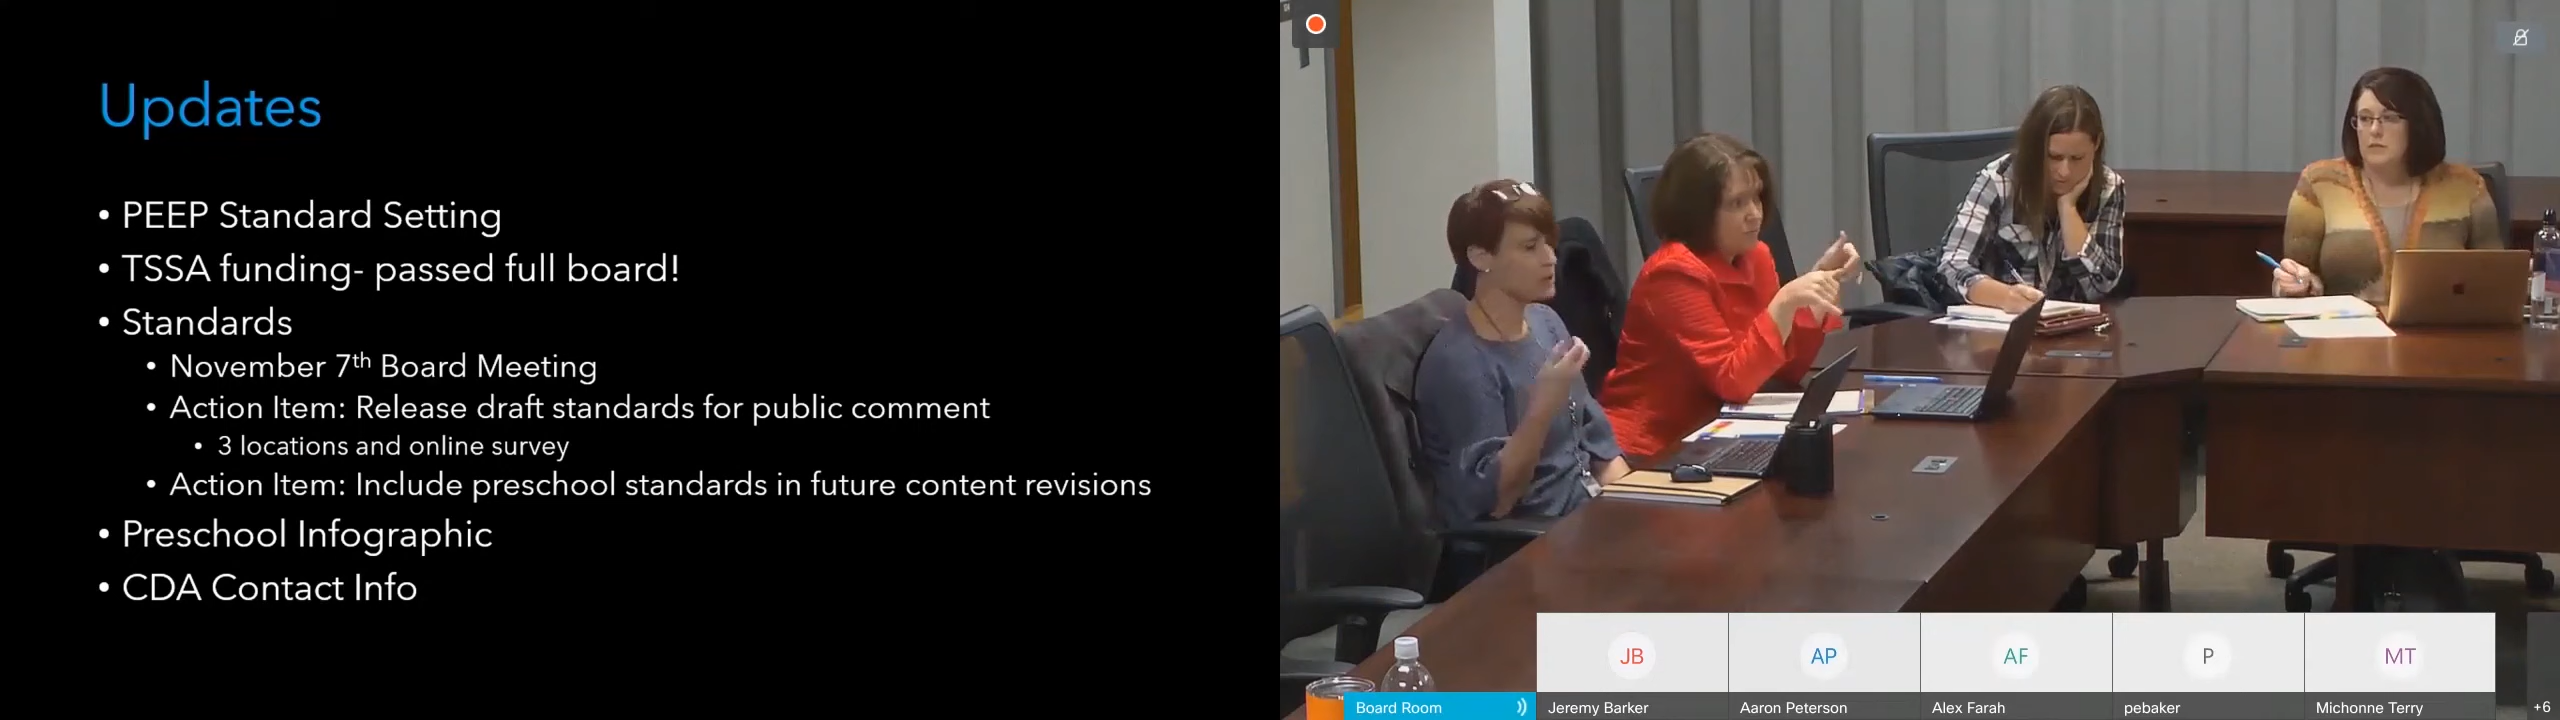 Updates
• PEEP Standard Setting
• TSSA funding- passed full board!
• Standards
• November 7th Board Meeting
• Action Item: Release draft standards for public comment
• 3 locations and online survey
• Action Item: Include preschool standards in future content revisions
• Preschool Infographic
• CDA Contact Info
JB
AP
AF
P
MT
Board Room
Jeremy Barker
Aaron Peterson
Alex Farah
pebaker
Michonne Terry
+6